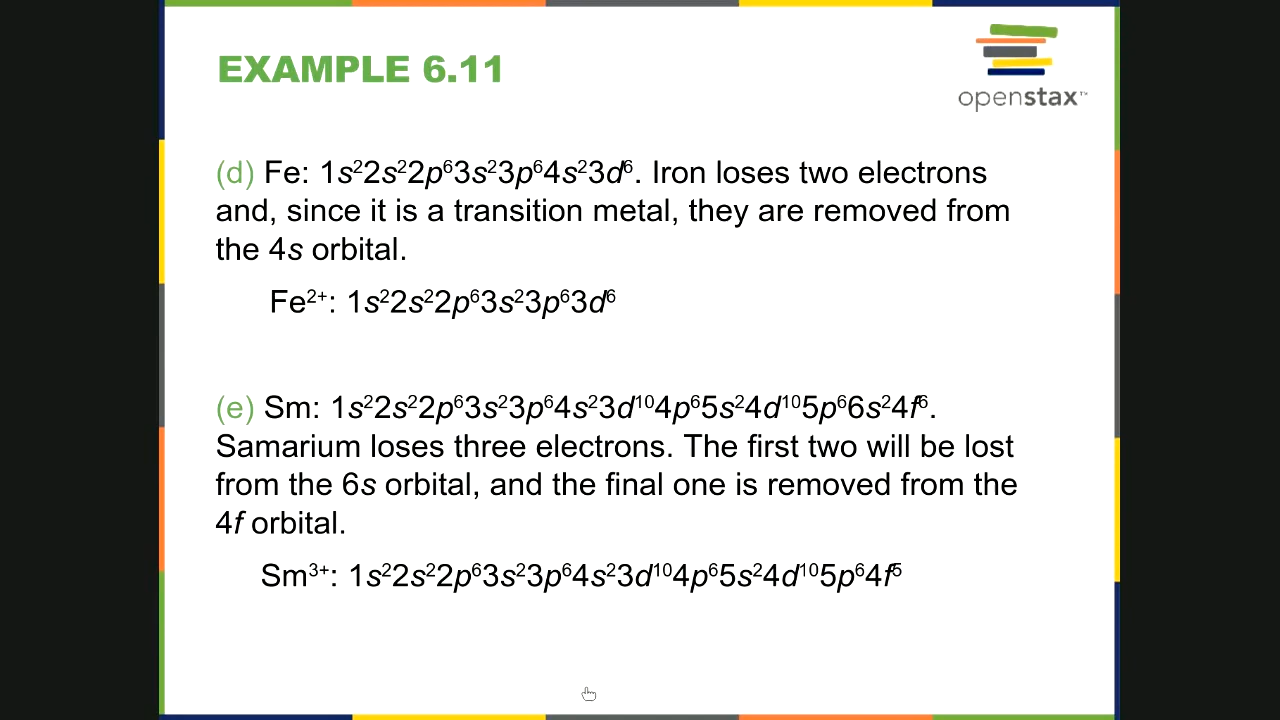 EXAMPLE 6.11
openstax™
(d) Fe: 1s²2s²2p⁶3s²3p⁶4s²3d⁶. Iron loses two electrons
and, since it is a transition metal, they are removed from
the 4s orbital.
Fe²⁺: 1s²2s²2p⁶3s²3p⁶3d⁶
(e) Sm: 1s²2s²2p⁶3s²3p⁶4s²3d¹⁰4p⁶5s²4d¹⁰5p⁶6s²4f⁶.
Samarium loses three electrons. The first two will be lost
from the 6s orbital, and the final one is removed from the
4f orbital.
Sm³⁺: 1s²2s²2p⁶3s²3p⁶4s²3d¹⁰4p⁶5s²4d¹⁰5p⁶4f⁵